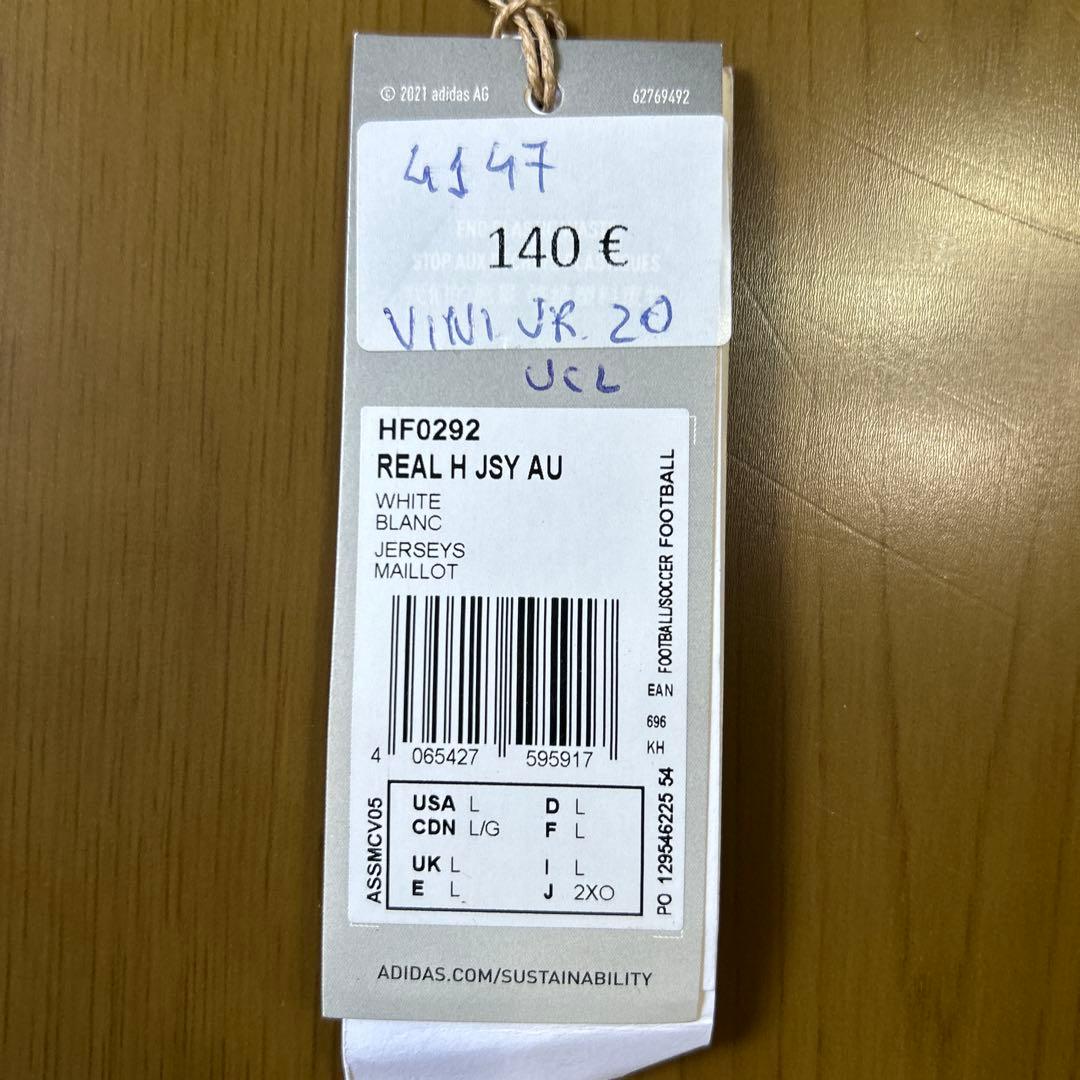 © 2021 adidas AG 62769492
4147
140 €
VINI JR. 20
UCL
HF0292
REAL H JSY AU
WHITE
BLANC
JERSEYS
MAILLOT
FOOTBALL/SOCCER FOOTBALL
EAN
696
KH
4 065427 595917
ASSMCV05
USA L D L
CDN L/G F L
UK L I L
E L J 2XO
PO 129546225 54
ADIDAS.COM/SUSTAINABILITY